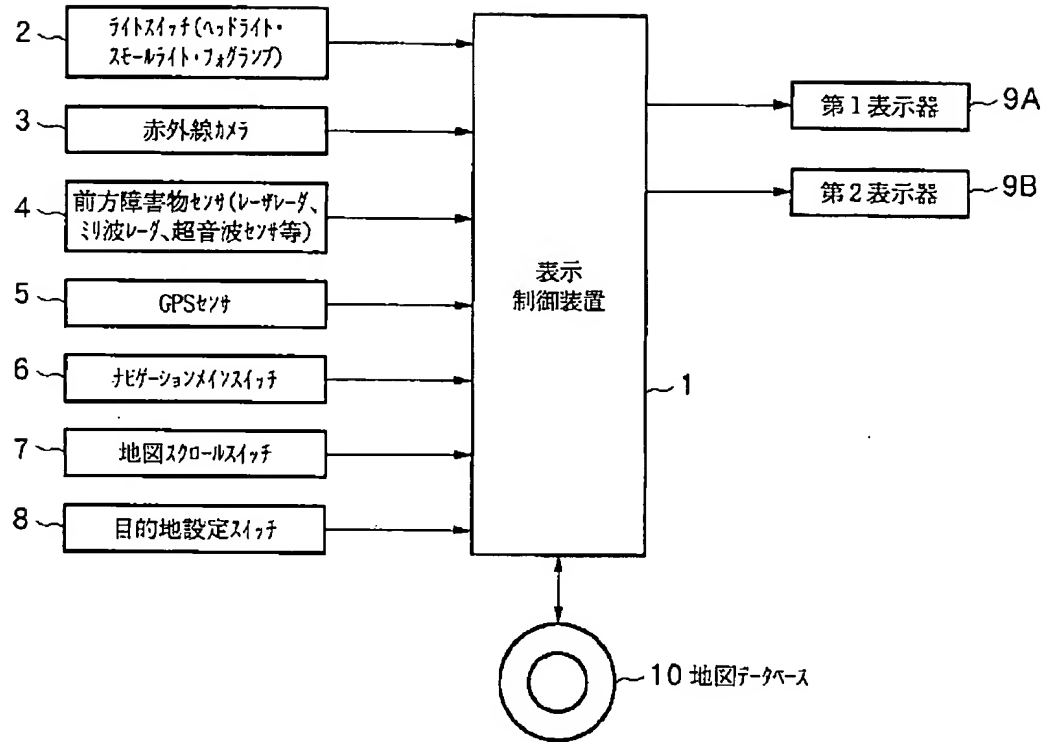 2 ﾗｲﾄｽｲｯﾁ(ﾍｯﾄﾞﾗｲﾄ・
ｽﾓｰﾙﾗｲﾄ・ﾌｫｸﾞﾗﾝﾌﾟ)
3 赤外線ｶﾒﾗ
4 前方障害物ｾﾝｻ(ﾚｰｻﾞﾚｰﾀﾞ、
ﾐﾘ波ﾚｰﾀﾞ、超音波ｾﾝｻ等)
5 GPSｾﾝｻ
6 ﾅﾋﾞｹﾞｰｼｮﾝﾒｲﾝｽｲｯﾁ
7 地図ｽｸﾛｰﾙｽｲｯﾁ
8 目的地設定ｽｲｯﾁ
表示
制御装置
1
第1表示器 9A
第2表示器 9B
10 地図ﾃﾞｰﾀﾍﾞｰｽ